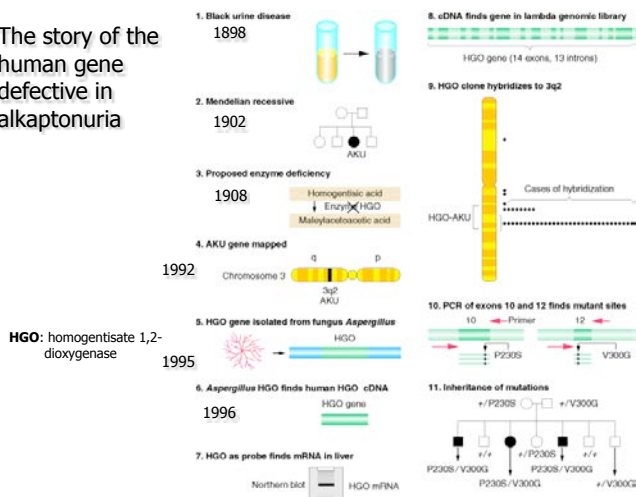 The story of the
human gene
defective in
alkaptonuria
HGO: homogentisate 1,2-
dioxygenase
1. Black urine disease
1898
2. Mendelian recessive
1902
AKU
3. Proposed enzyme deficiency
1908
Homogentisic acid
Enzyme HGO
Maleylacetoacetic acid
4. AKU gene mapped
1992
q p
Chromosome 3
3q2
AKU
5. HGO gene isolated from fungus Aspergillus
HGO
1995
6. Aspergillus HGO finds human HGO cDNA
1996
HGO gene
7. HGO as probe finds mRNA in liver
Northern blot HGO mRNA
8. cDNA finds gene in lambda genomic library
HGO gene (14 exons, 13 introns)
9. HGO clone hybridizes to 3q2
Cases of hybridization
HGO-AKU
10. PCR of exons 10 and 12 finds mutant sites
10 Primer 12
P230S V300G
11. Inheritance of mutations
+/P230S +/V300G
+/+ +/P230S +/+
P230S/V300G P230S/V300G
P230S/V300G +/V300G